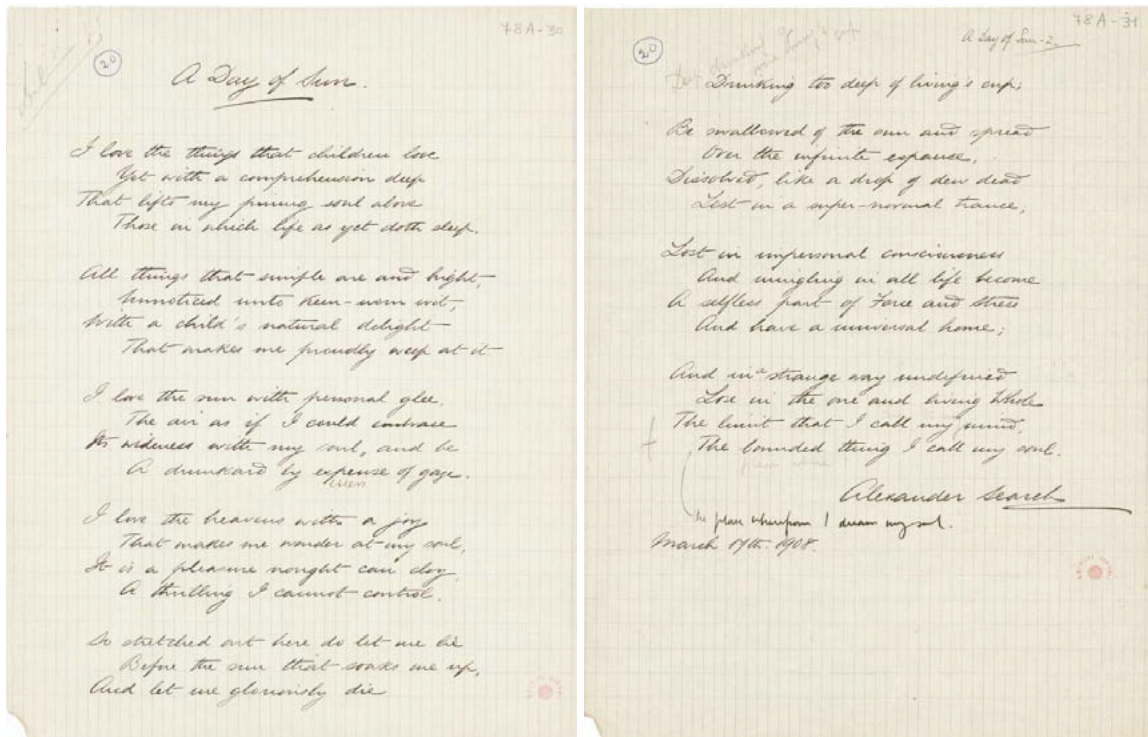 78A-30
20
A Day of Sun.
I love the things that children love
Yet with a comprehension deep
That lifts my pining soul above
Those in which life as yet doth sleep.
All things that simple are and bright,
Unnoticed unto keen-worn wit,
With a child's natural delight
That makes me proudly weep at it.
I love the sun with personal glee,
The air as if I could embrace
Its wideness with my soul, and be
A drunkard by expense of gaze.
excess
I love the heavens with a joy
That makes me wonder at my soul,
It is a pleasure nought can cloy,
A thrilling I cannot control.
So stretched out here do let me lie
Before the sun that soaks me up,
And let me gloriously die
78A-31
20
A Day of Sun-2.
Drinking too deep of living's cup;
Be swallowed of the sun and spread
Over the infinite expanse,
Dissolved, like a drop of dew dead
Lost in a super-normal trance;
Lost in impersonal consciousness
And mingling in all life become
A selfless part of Force and Stress
And have a universal home;
And in a strange way undefined
Lose in the one and living Whole
The limit that I call my mind,
The bounded thing I call my soul.
Alexander Search
The place wherefrom I dream my soul.
March 17th. 1908.